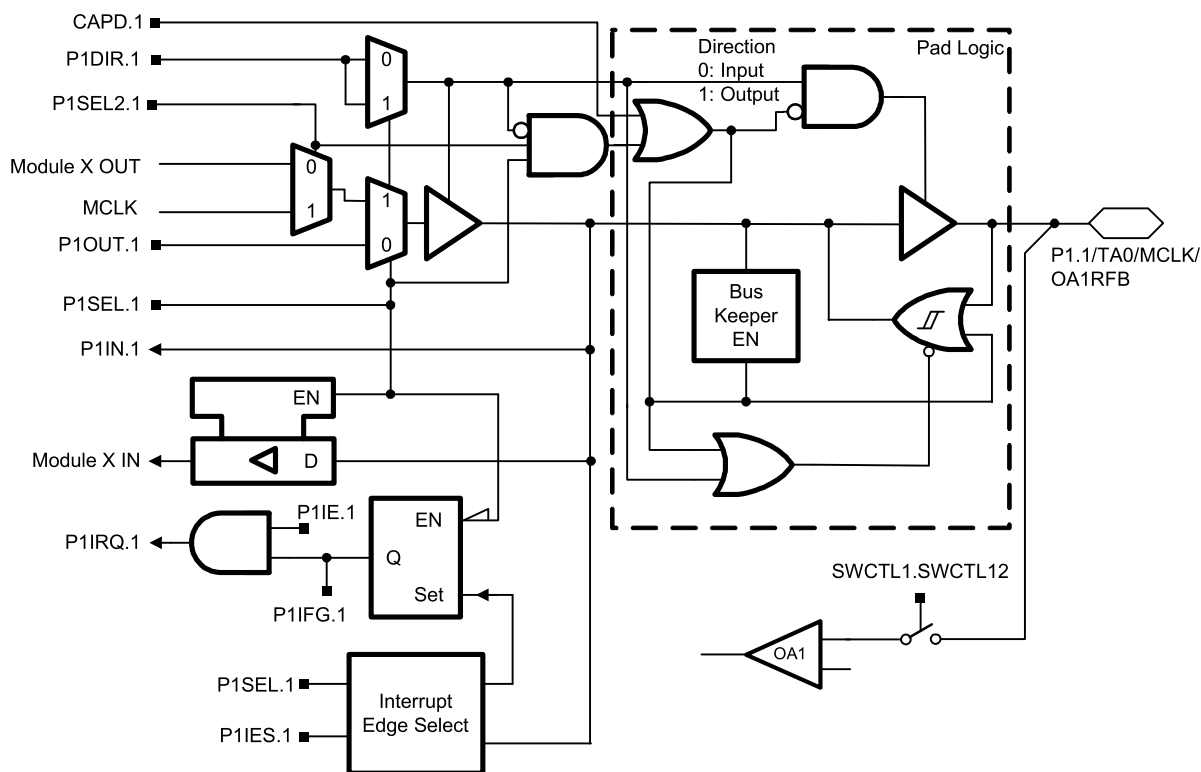 CAPD.1
P1DIR.1
P1SEL2.1
Module X OUT
MCLK
P1OUT.1
P1SEL.1
P1IN.1
0
1
0
1
1
0
Direction
0: Input
1: Output
Pad Logic
Bus
Keeper
EN
P1.1/TA0/MCLK/
OA1RFB
EN
D
Module X IN
P1IRQ.1
P1IE.1
P1IFG.1
EN
Q
Set
P1SEL.1
P1IES.1
Interrupt
Edge Select
SWCTL1.SWCTL12
OA1